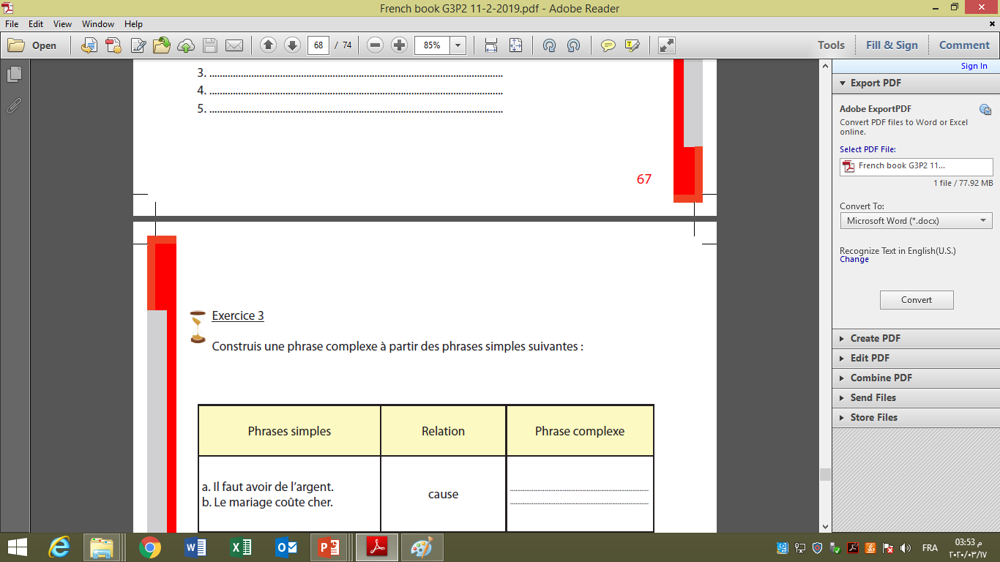 French book G3P2 11-2-2019.pdf - Adobe Reader
File Edit View Window Help
Open 68 / 74 85% Tools Fill & Sign Comment
3. ..........................................................................................
4. ..........................................................................................
5. ..........................................................................................
67
Exercice 3
Construis une phrase complexe à partir des phrases simples suivantes :
Phrases simples Relation Phrase complexe
a. Il faut avoir de l'argent.
b. Le mariage coûte cher.
cause
..........................................................
..........................................................
Sign In
Export PDF
Adobe ExportPDF
Convert PDF files to Word or Excel
online.
Select PDF File:
French book G3P2 11...
1 file / 77.92 MB
Convert To:
Microsoft Word (*.docx)
Recognize Text in English(U.S.)
Change
Convert
Create PDF
Edit PDF
Combine PDF
Send Files
Store Files
FRA
03:53 م
٢٠٢٠/٠٣/١٧